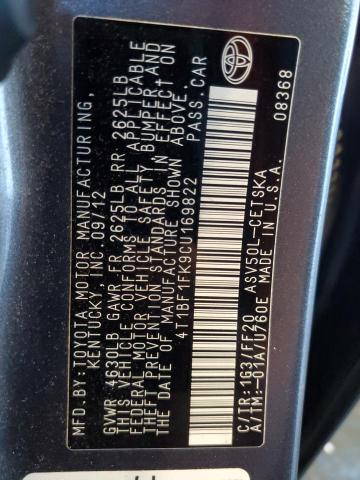 MFD.BY:TOYOTA MOTOR MANUFACTURING,
KENTUCKY, INC. 09/12
GVWR 4630LB GAWR FR 2625LB RR 2625LB
THIS VEHICLE CONFORMS TO ALL APPLICABLE
FEDERAL MOTOR VEHICLE SAFETY, BUMPER, AND
THEFT PREVENTION STANDARDS IN EFFECT ON
THE DATE OF MANUFACTURE SHOWN ABOVE.
4T1BF1FK9CU169822 PASS. CAR
C/TR:1G3/FF20 ASV50L-CETSKA
A/TM:-01A/U760E MADE IN U.S.A.
08368